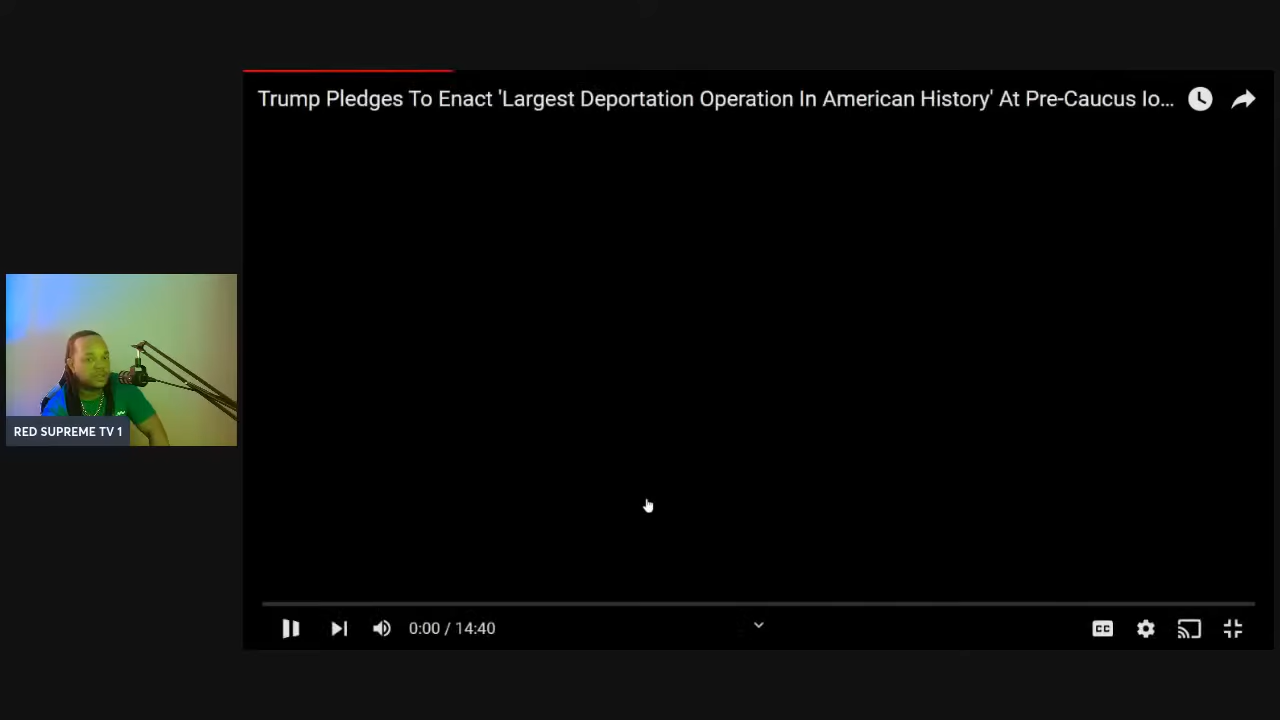 Trump Pledges To Enact 'Largest Deportation Operation In American History' At Pre-Caucus Io...
RED SUPREME TV 1
0:00 / 14:40
CC